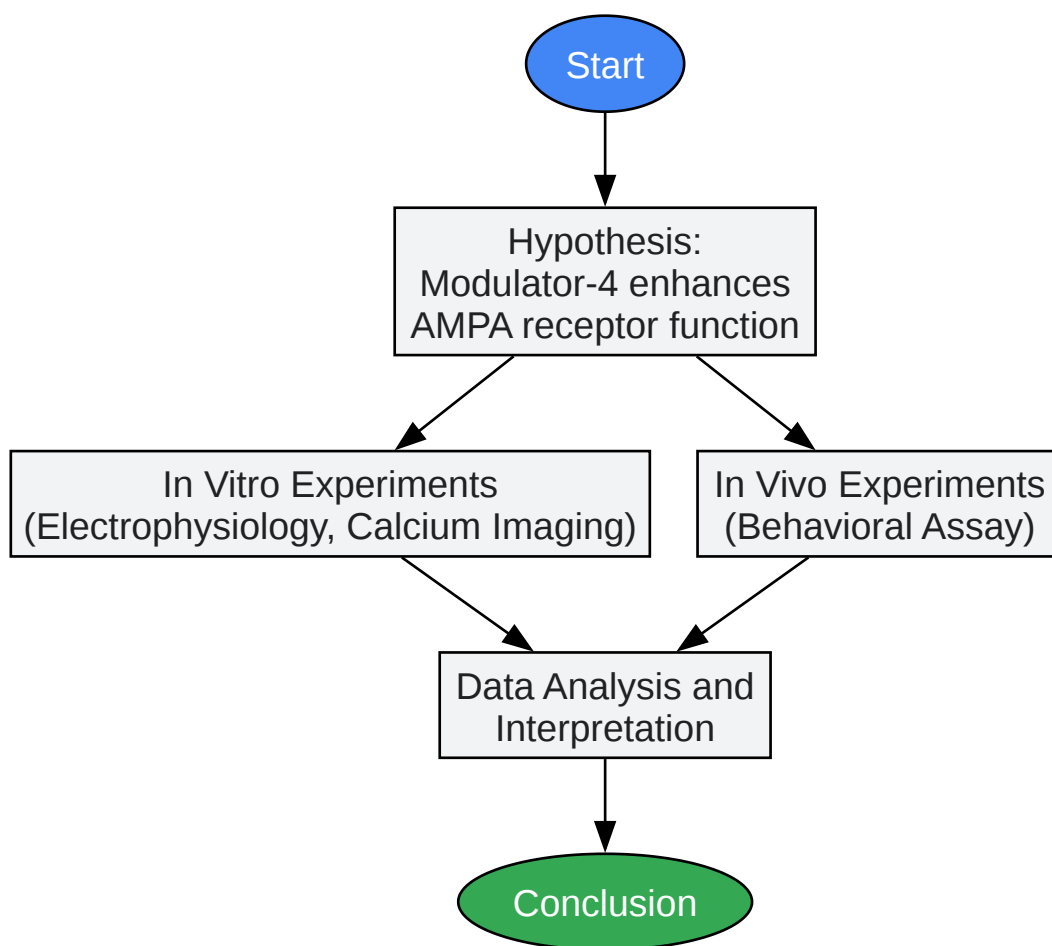 Start
Hypothesis:
Modulator-4 enhances
AMPA receptor function
In Vitro Experiments
(Electrophysiology, Calcium Imaging)
In Vivo Experiments
(Behavioral Assay)
Data Analysis and
Interpretation
Conclusion